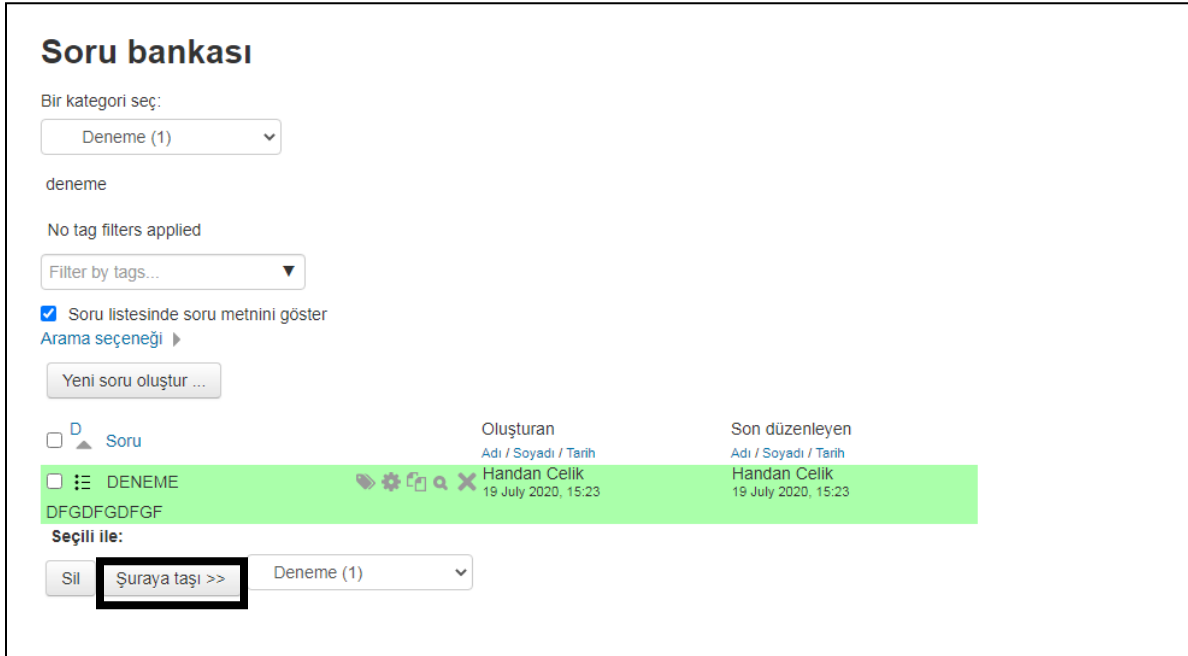 Soru bankası
Bir kategori seç:
Deneme (1)
deneme
No tag filters applied
Filter by tags...
Soru listesinde soru metnini göster
Arama seçeneği
Yeni soru oluştur ...
D Soru Oluşturan Son düzenleyen
Adı / Soyadı / Tarih Adı / Soyadı / Tarih
DENEME Handan Celik Handan Celik
19 July 2020, 15:23 19 July 2020, 15:23
DFGDFGDFGF
Seçili ile:
Sil Şuraya taşı >> Deneme (1)